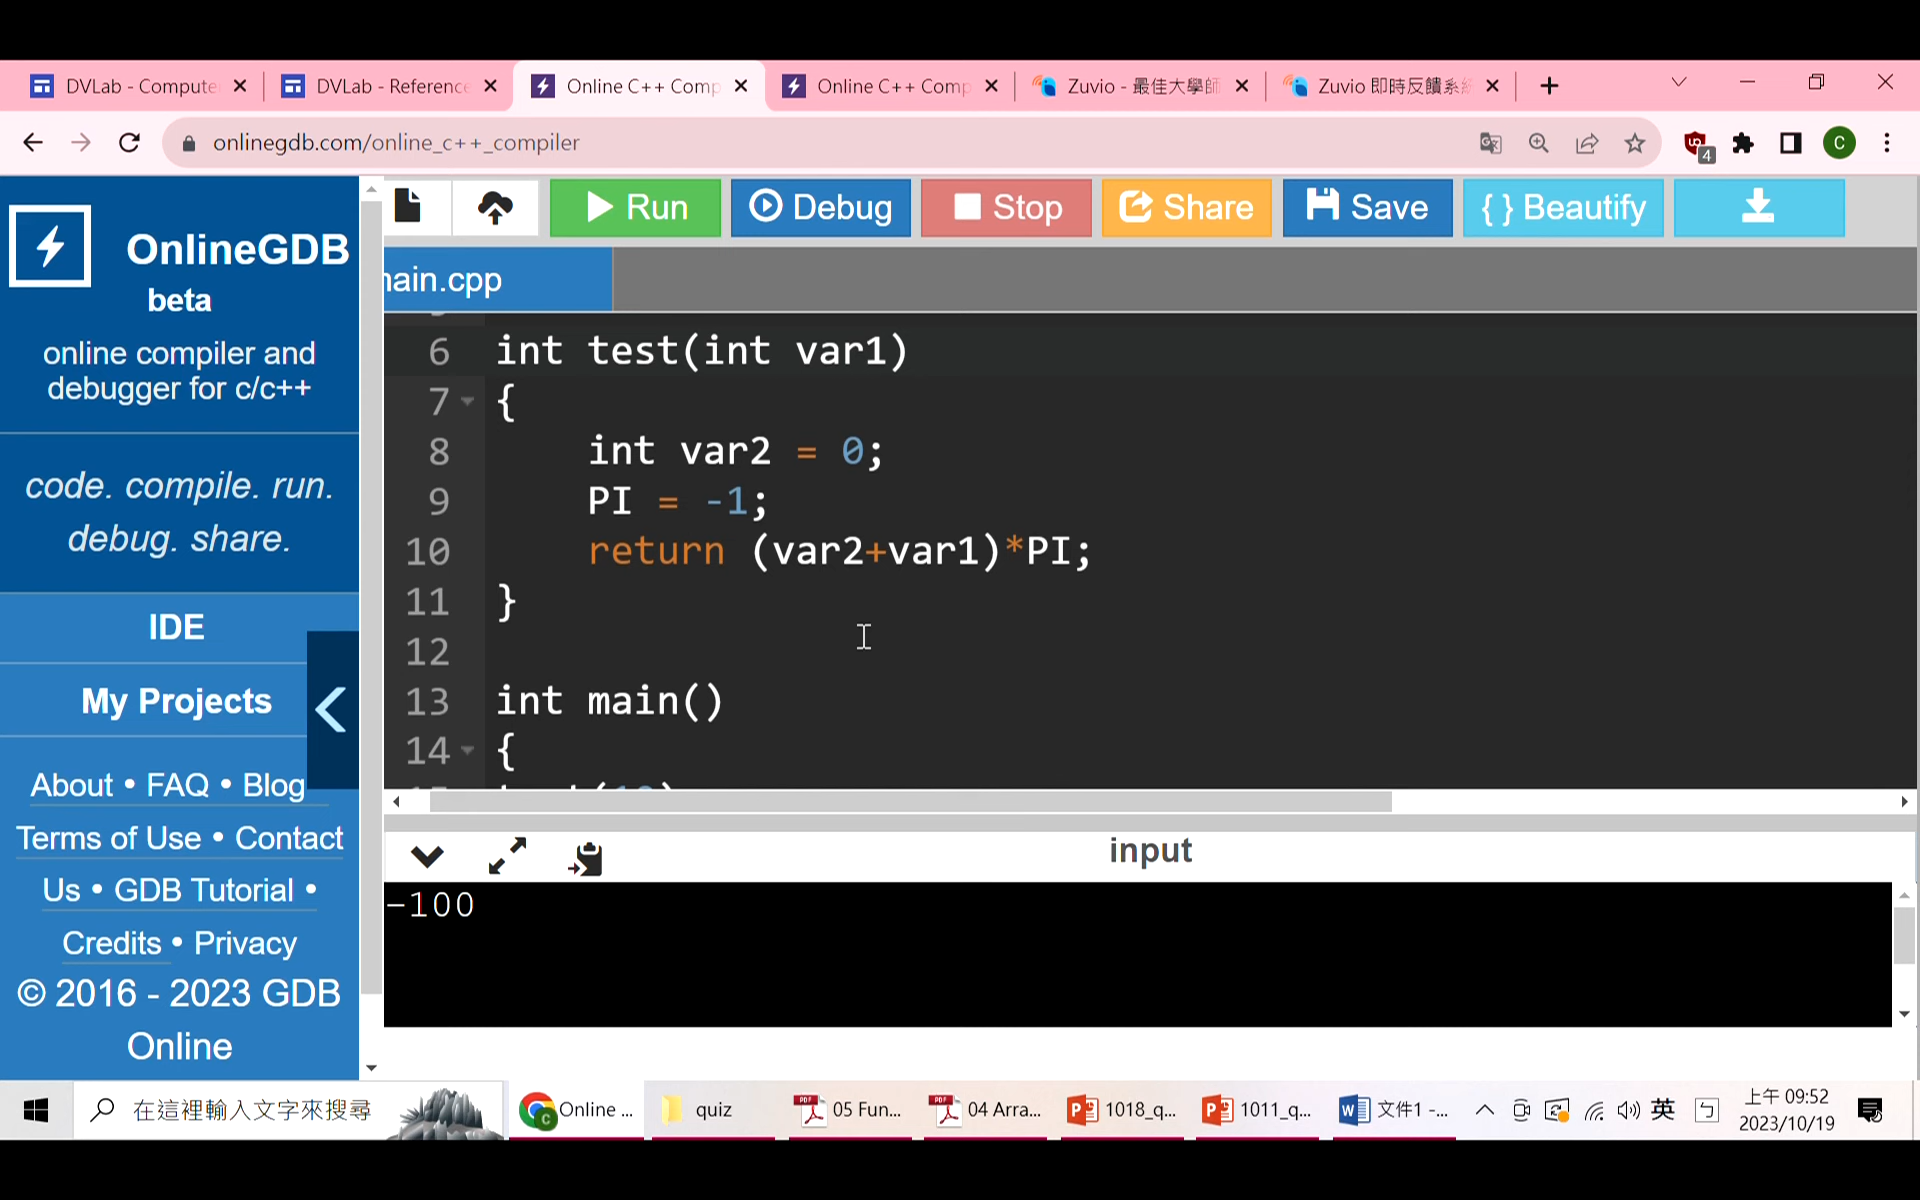 DVLab - Compute
DVLab - Reference
Online C++ Comp
Online C++ Comp
Zuvio - 最佳大學師
Zuvio 即時反饋系統
onlinegdb.com/online_c++_compiler
4
C
Run
Debug
Stop
Share
Save
{ } Beautify
OnlineGDB
beta
online compiler and
debugger for c/c++
code. compile. run.
debug. share.
IDE
My Projects
About • FAQ • Blog
Terms of Use • Contact
Us • GDB Tutorial •
Credits • Privacy
© 2016 - 2023 GDB
Online
main.cpp
6 int test(int var1)
7 {
8 int var2 = 0;
9 PI = -1;
10 return (var2+var1)*PI;
11 }
12
13 int main()
14 {
input
-100
在這裡輸入文字來搜尋
Online ...
quiz
05 Fun...
04 Arra...
1018_q...
1011_q...
文件1 -...
英
上午 09:52
2023/10/19